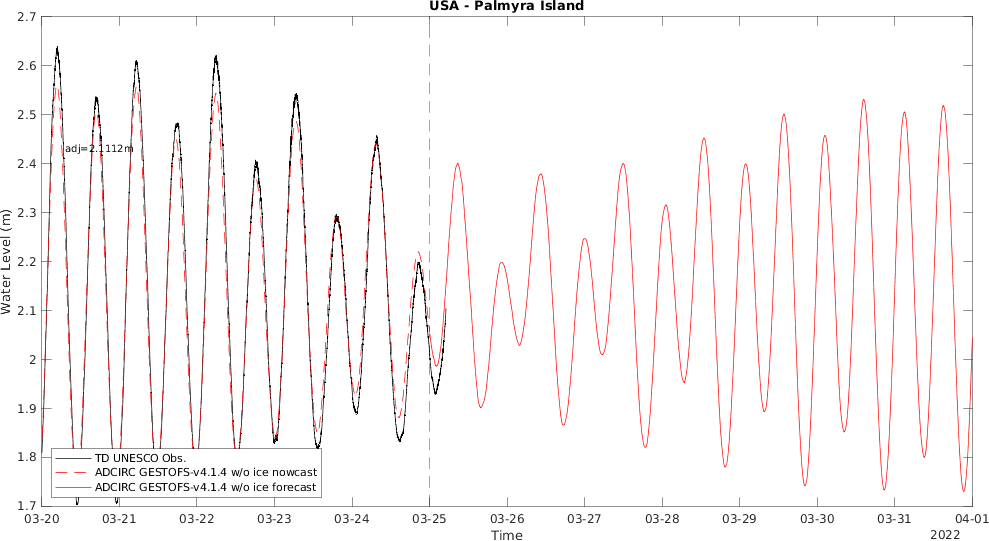 USA - Palmyra Island
2.7
2.6
2.5
2.4
2.3
2.2
2.1
2
1.9
1.8
1.7
Water Level (m)
adj=2.1112m
TD UNESCO Obs.
ADCIRC GESTOFS-v4.1.4 w/o ice nowcast
ADCIRC GESTOFS-v4.1.4 w/o ice forecast
03-20 03-21 03-22 03-23 03-24 03-25 03-26 03-27 03-28 03-29 03-30 03-31 04-01
Time
2022